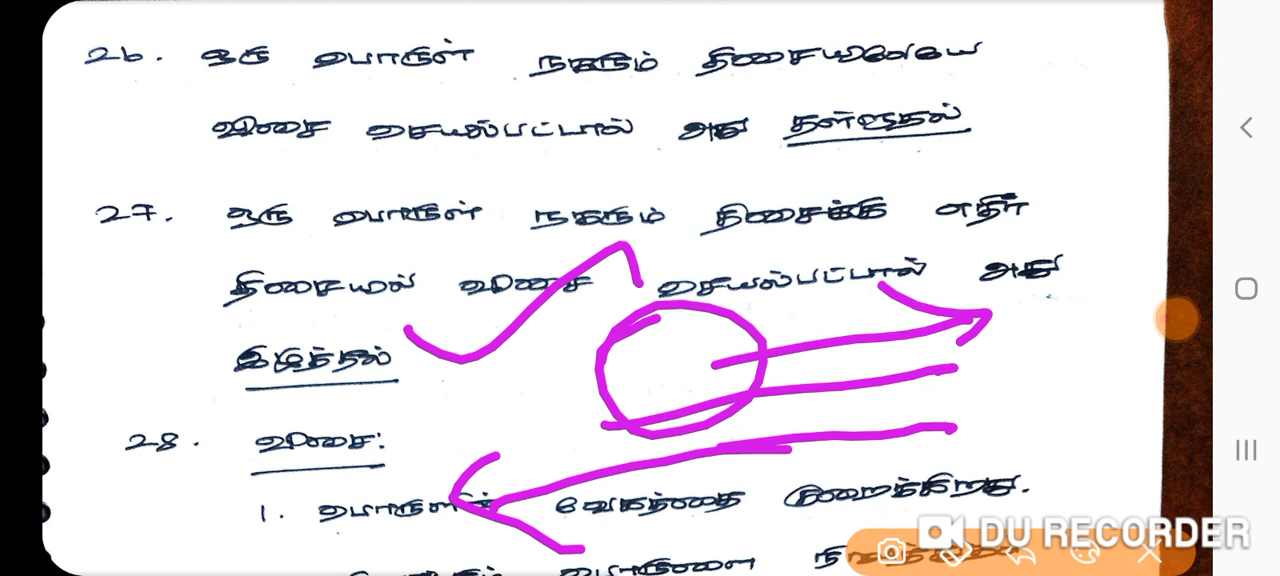 26. ஒரு பொருள் நகரும் திசையிலேயே
விசை செயல்பட்டால் அது தள்ளுதல்
27. ஒரு பொருள் நகரும் திசைக்கு எதிர்
திசையில் விசை செயல்பட்டால் அது
இழுத்தல்
28. விசை:
1. பொருளின் வேகத்தை குறைக்கிறது.
பொருளை
DU RECORDER